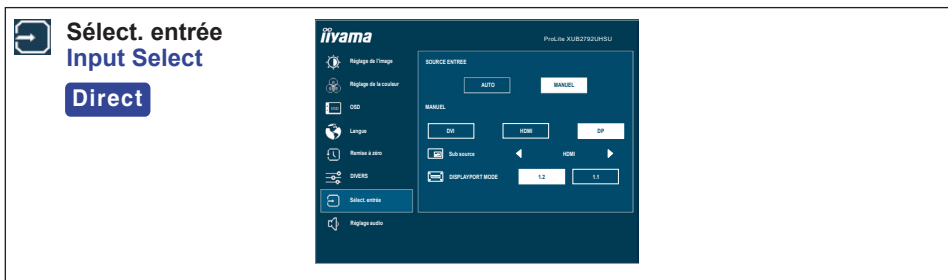 Sélect. entrée
Input Select
Direct
iiyama
ProLite XUB2792UHSU
Réglage de l'image
Réglage de la couleur
OSD
Langue
Remise à zéro
DIVERS
Sélect. entrée
Réglage audio
SOURCE ENTREE
AUTO MANUEL
MANUEL
DVI HDMI DP
Sub source HDMI
DISPLAYPORT MODE 1.2 1.1